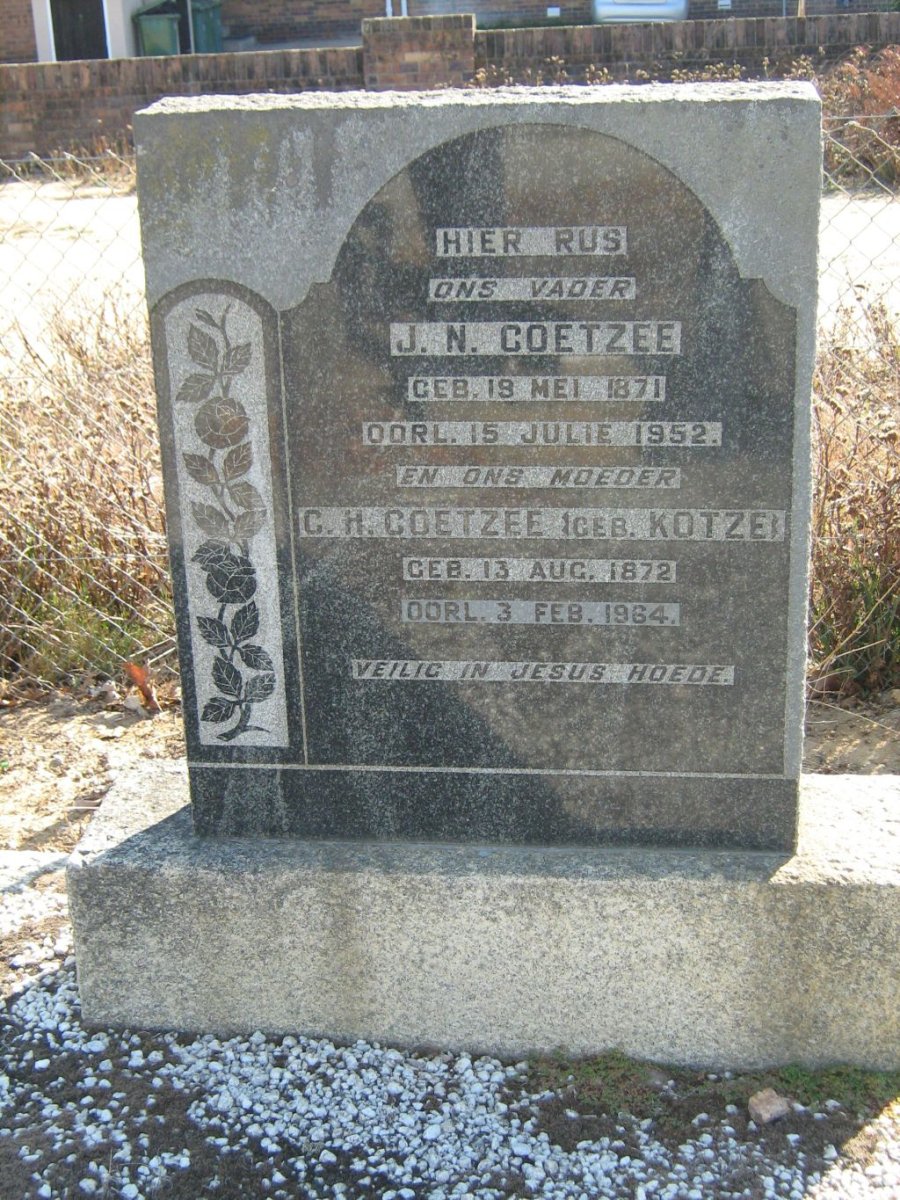 HIER RUS
ONS VADER
J. N. COETZEE
GEB. 19 MEI 1871
OORL. 15 JULIE 1952.
EN ONS MOEDER
C. H. COETZEE (GEB. KOTZE)
GEB. 13 AUG. 1872
OORL. 3 FEB. 1964.
VEILIG IN JESUS HOEDE.